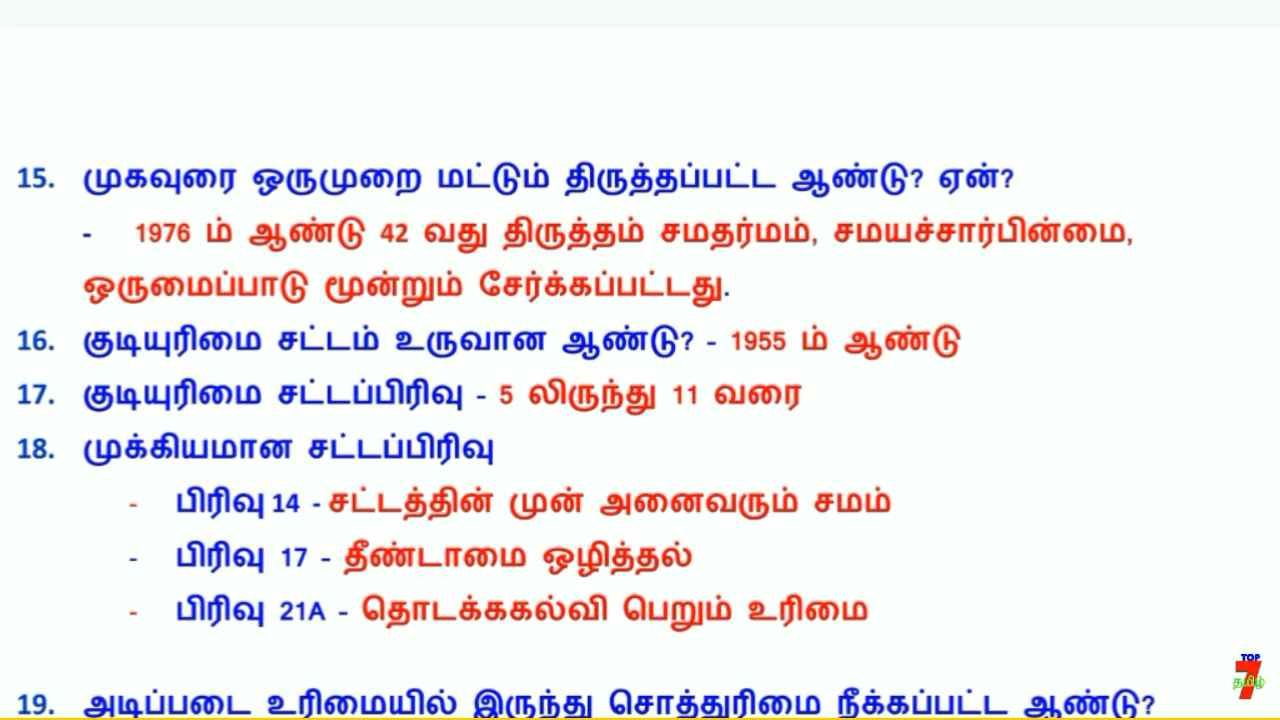 15. முகவுரை ஒருமுறை மட்டும் திருத்தப்பட்ட ஆண்டு? ஏன்?
- 1976 ம் ஆண்டு 42 வது திருத்தம் சமதர்மம், சமயச்சார்பின்மை,
ஒருமைப்பாடு மூன்றும் சேர்க்கப்பட்டது.
16. குடியுரிமை சட்டம் உருவான ஆண்டு? - 1955 ம் ஆண்டு
17. குடியுரிமை சட்டப்பிரிவு - 5 லிருந்து 11 வரை
18. முக்கியமான சட்டப்பிரிவு
- பிரிவு 14 - சட்டத்தின் முன் அனைவரும் சமம்
- பிரிவு 17 - தீண்டாமை ஒழித்தல்
- பிரிவு 21A - தொடக்ககல்வி பெறும் உரிமை
19. அடிப்படை உரிமையில் இருந்து சொத்துரிமை நீக்கப்பட்ட ஆண்டு?
TOP
7
தமிழ்